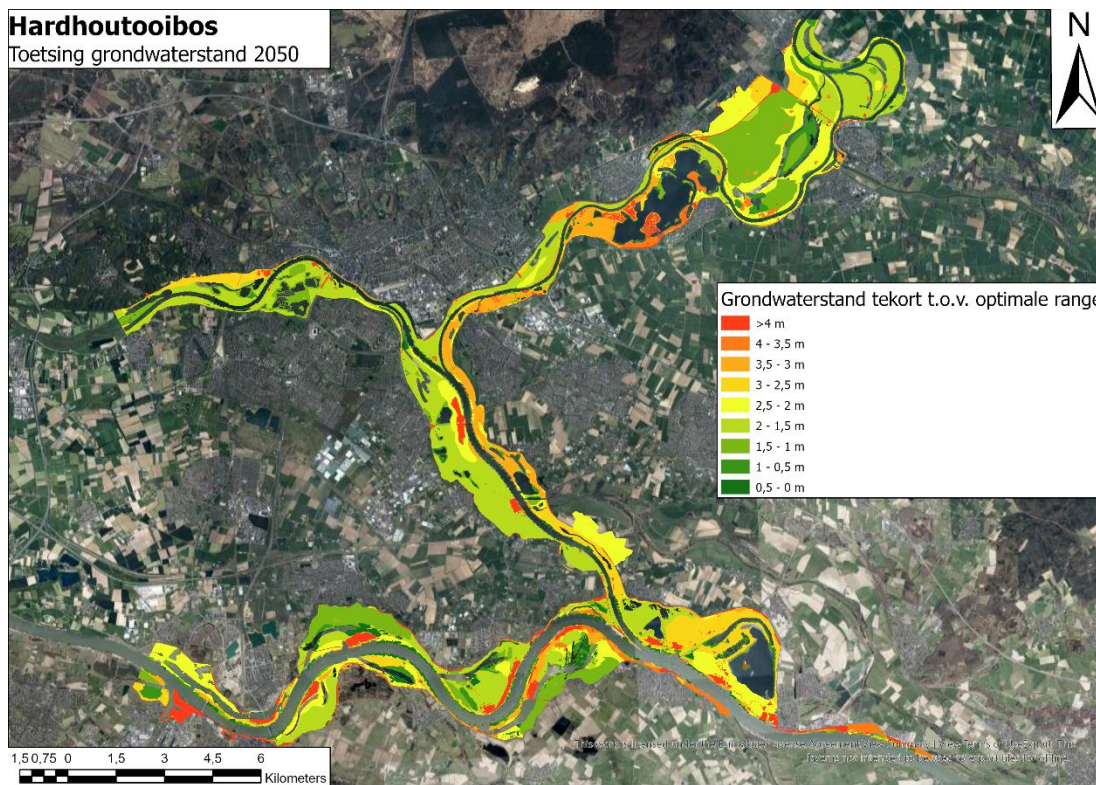 Hardhoutooibos
Toetsing grondwaterstand 2050
N
Grondwaterstand tekort t.o.v. optimale range
>4 m
4 - 3,5 m
3,5 - 3 m
3 - 2,5 m
2,5 - 2 m
2 - 1,5 m
1,5 - 1 m
1 - 0,5 m
0,5 - 0 m
1,5 0,75 0 1,5 3 4,5 6
Kilometers